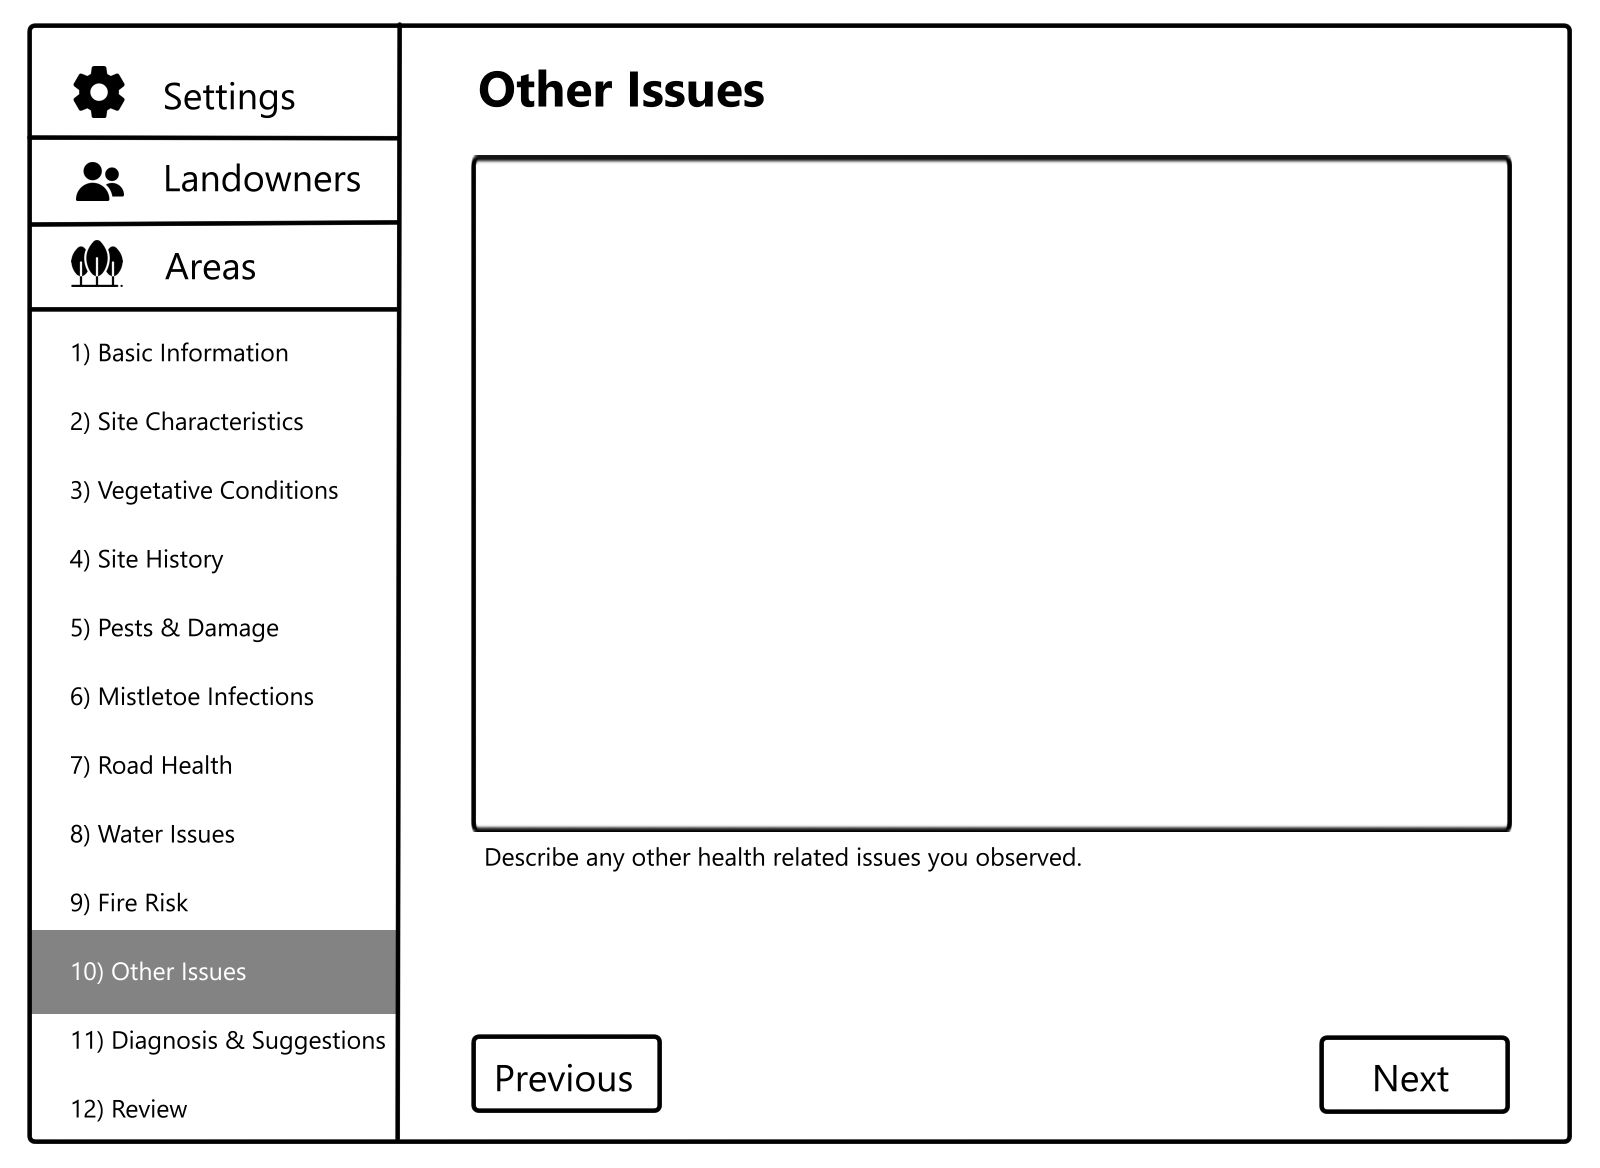 Settings
Landowners
Areas
1) Basic Information
2) Site Characteristics
3) Vegetative Conditions
4) Site History
5) Pests & Damage
6) Mistletoe Infections
7) Road Health
8) Water Issues
9) Fire Risk
10) Other Issues
11) Diagnosis & Suggestions
12) Review
Other Issues
Describe any other health related issues you observed.
Previous
Next